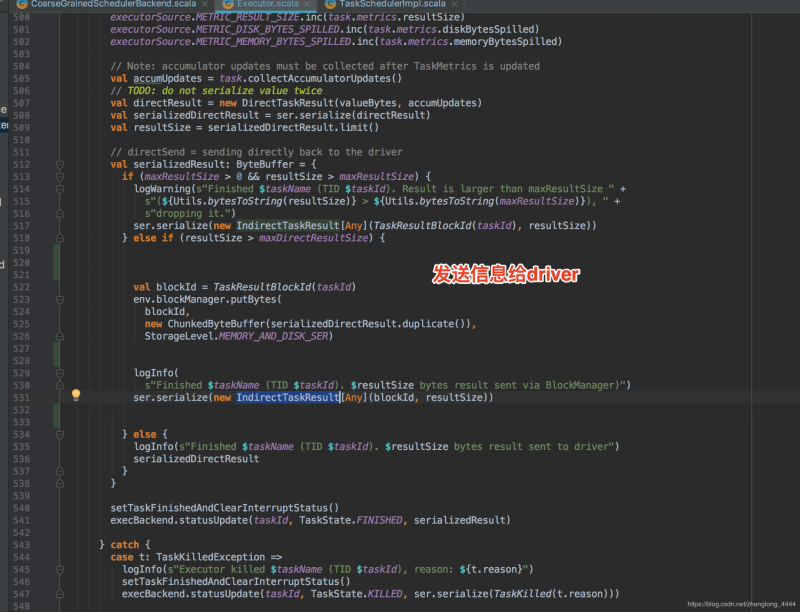 CoarseGrainedSchedulerBackend.scala × Executor.scala × TaskSchedulerImpl.scala ×
500 executorSource.METRIC_RESULT_SIZE.inc(task.metrics.resultSize)
501 executorSource.METRIC_DISK_BYTES_SPILLED.inc(task.metrics.diskBytesSpilled)
502 executorSource.METRIC_MEMORY_BYTES_SPILLED.inc(task.metrics.memoryBytesSpilled)
503
504 // Note: accumulator updates must be collected after TaskMetrics is updated
505 val accumUpdates = task.collectAccumulatorUpdates()
506 // TODO: do not serialize value twice
507 val directResult = new DirectTaskResult(valueBytes, accumUpdates)
508 val serializedDirectResult = ser.serialize(directResult)
509 val resultSize = serializedDirectResult.limit()
510
511 // directSend = sending directly back to the driver
512 val serializedResult: ByteBuffer = {
513 if (maxResultSize > 0 && resultSize > maxResultSize) {
514 logWarning(s"Finished $taskName (TID $taskId). Result is larger than maxResultSize " +
515 s"(${Utils.bytesToString(resultSize)} > ${Utils.bytesToString(maxResultSize)}), " +
516 s"dropping it.")
517 ser.serialize(new IndirectTaskResult[Any](TaskResultBlockId(taskId), resultSize))
518 } else if (resultSize > maxDirectResultSize) {
519
520
521
发送信息给driver
522 val blockId = TaskResultBlockId(taskId)
523 env.blockManager.putBytes(
524 blockId,
525 new ChunkedByteBuffer(serializedDirectResult.duplicate()),
526 StorageLevel.MEMORY_AND_DISK_SER)
527
528
529 logInfo(
530 s"Finished $taskName (TID $taskId). $resultSize bytes result sent via BlockManager)")
531 ser.serialize(new IndirectTaskResult[Any](blockId, resultSize))
532
533
534 } else {
535 logInfo(s"Finished $taskName (TID $taskId). $resultSize bytes result sent to driver")
536 serializedDirectResult
537 }
538 }
539
540 setTaskFinishedAndClearInterruptStatus()
541 execBackend.statusUpdate(taskId, TaskState.FINISHED, serializedResult)
542
543 } catch {
544 case t: TaskKilledException =>
545 logInfo(s"Executor killed $taskName (TID $taskId), reason: ${t.reason}")
546 setTaskFinishedAndClearInterruptStatus()
547 execBackend.statusUpdate(taskId, TaskState.KILLED, ser.serialize(TaskKilled(t.reason)))
548
https://blog.csdn.net/zhanglong_4444